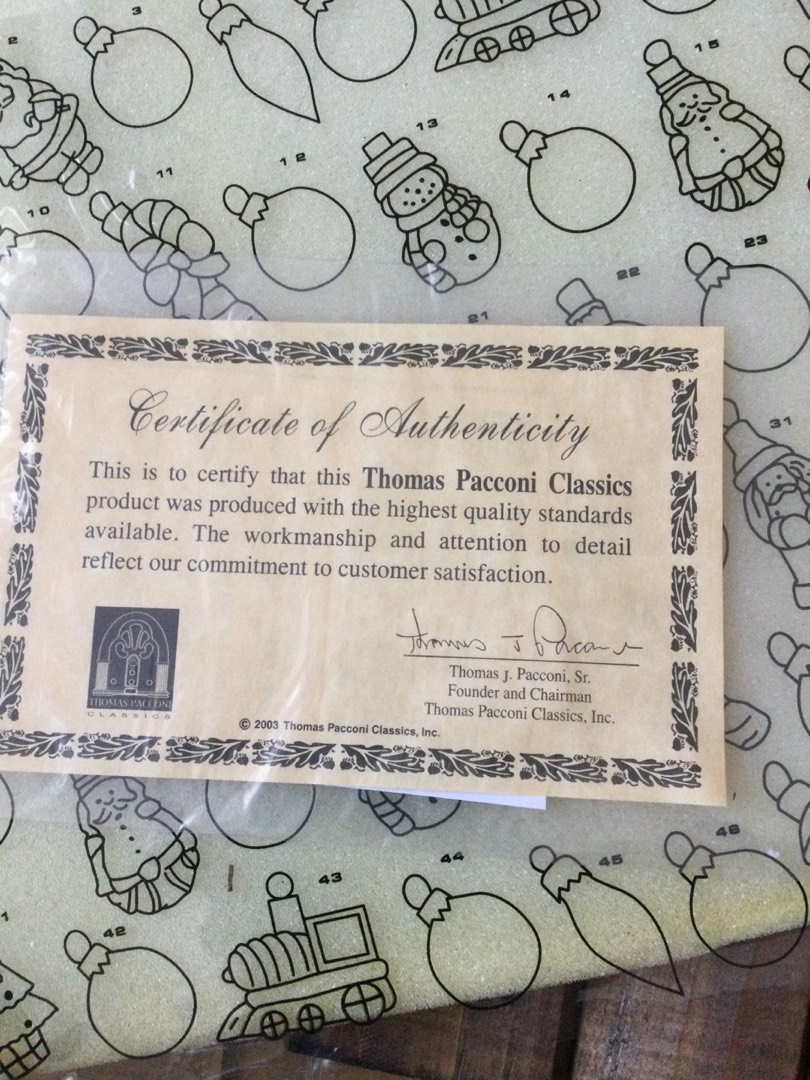 2
3
15
14
13
11
12
10
23
22
21
31
Certificate of Authenticity
This is to certify that this Thomas Pacconi Classics
product was produced with the highest quality standards
available. The workmanship and attention to detail
reflect our commitment to customer satisfaction.
Thomas J Pacconi
Thomas J. Pacconi, Sr.
Founder and Chairman
Thomas Pacconi Classics, Inc.
THOMAS PACCONI
CLASSICS
© 2003 Thomas Pacconi Classics, Inc.
43
44
45
46
42